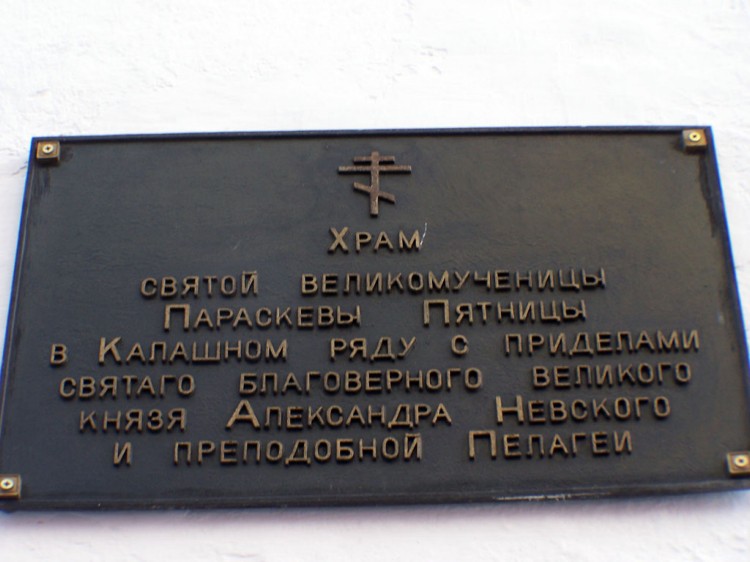 Храм
святой великомученицы
Параскевы Пятницы
в Калашном ряду с приделами
святаго благоверного великого
князя Александра Невского
и преподобной Пелагеи